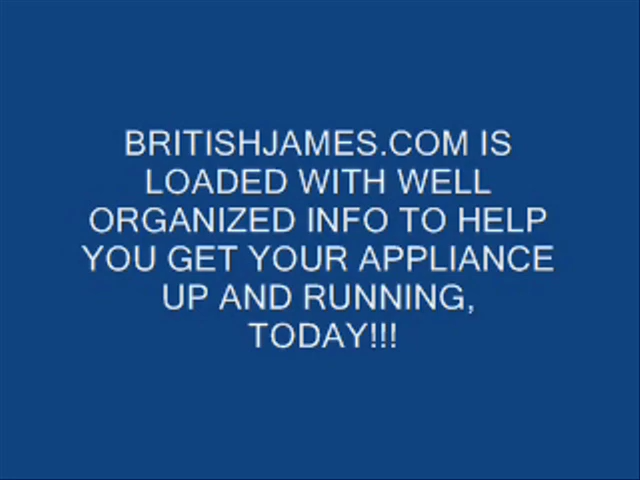 BRITISHJAMES.COM IS
LOADED WITH WELL
ORGANIZED INFO TO HELP
YOU GET YOUR APPLIANCE
UP AND RUNNING,
TODAY!!!